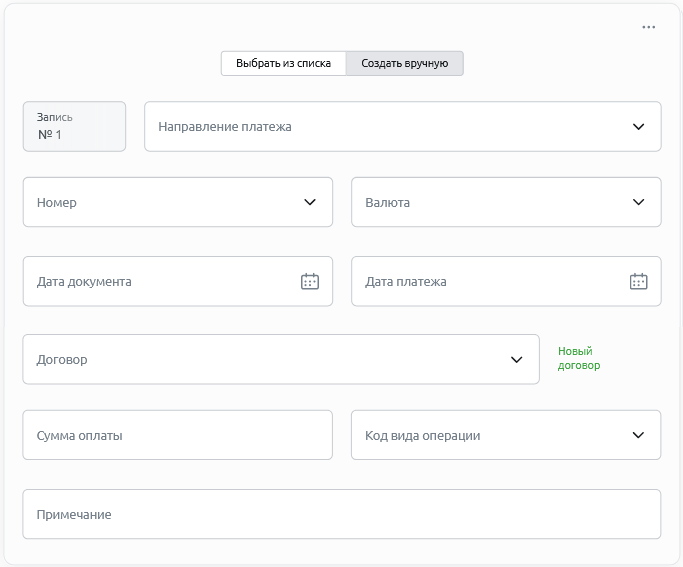 Выбрать из списка
Создать вручную
Запись
№ 1
Направление платежа
Номер
Валюта
Дата документа
Дата платежа
Договор
Новый
договор
Сумма оплаты
Код вида операции
Примечание